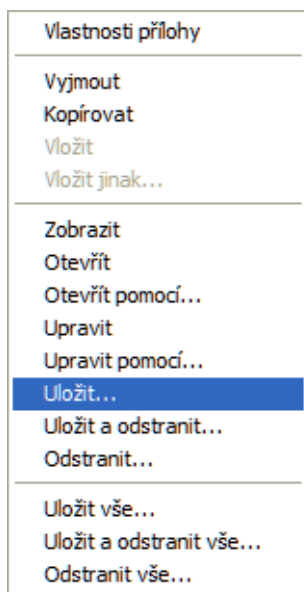 Vlastnosti přílohy
Vyjmout
Kopírovat
Vložit
Vložit jinak...
Zobrazit
Otevřít
Otevřít pomocí...
Upravit
Upravit pomocí...
Uložit...
Uložit a odstranit...
Odstranit...
Uložit vše...
Uložit a odstranit vše...
Odstranit vše...